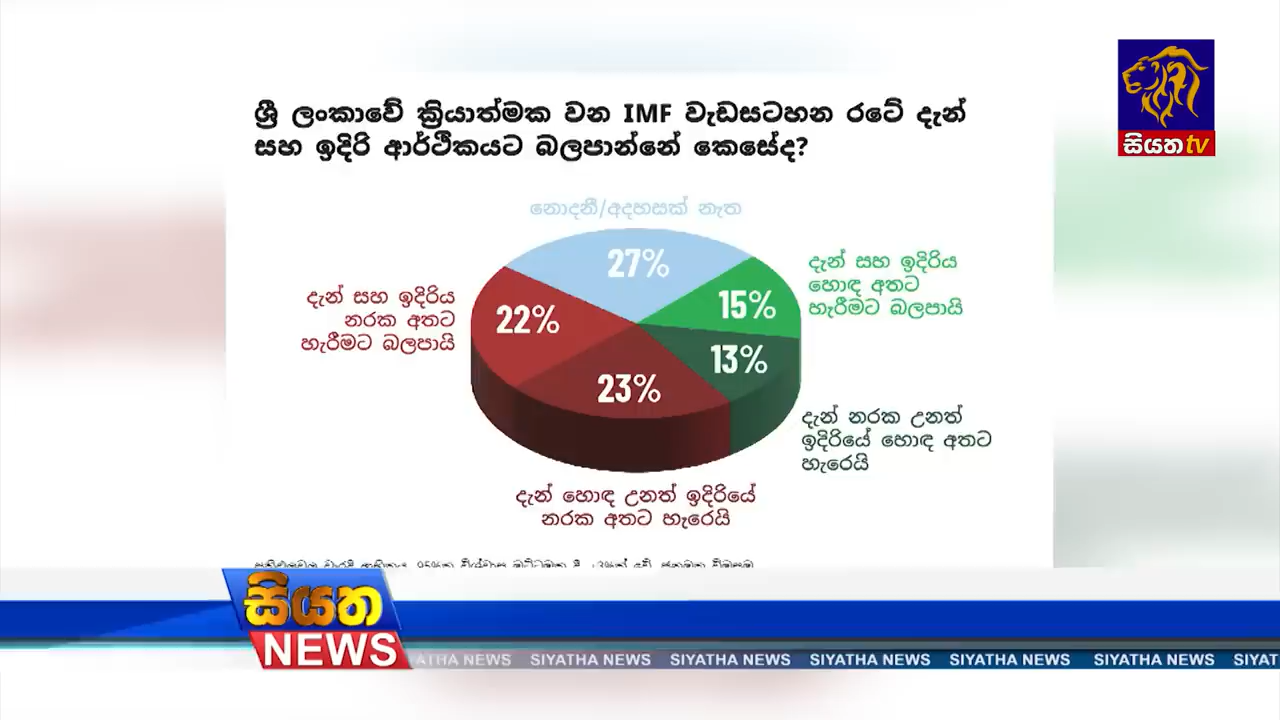 ශ්‍රී ලංකාවේ ක්‍රියාත්මක වන IMF වැඩසටහන රටේ දැන්
සහ ඉදිරි ආර්ථිකයට බලපාන්නේ කෙසේද?
සියත tv
නොදනී/අදහසක් නැත
27%
දැන් සහ ඉදිරිය
හොඳ අතට
හැරීමට බලපායි
15%
දැන් සහ ඉදිරිය
නරක අතට
හැරීමට බලපායි
22%
13%
23%
දැන් නරක උනත්
ඉදිරියේ හොඳ අතට
හැරෙයි
දැන් හොඳ උනත් ඉදිරියේ
නරක අතට හැරෙයි
සියත
NEWS
ATHA NEWS SIYATHA NEWS SIYATHA NEWS SIYATHA NEWS SIYATHA NEWS SIYATHA NEWS SIYAT